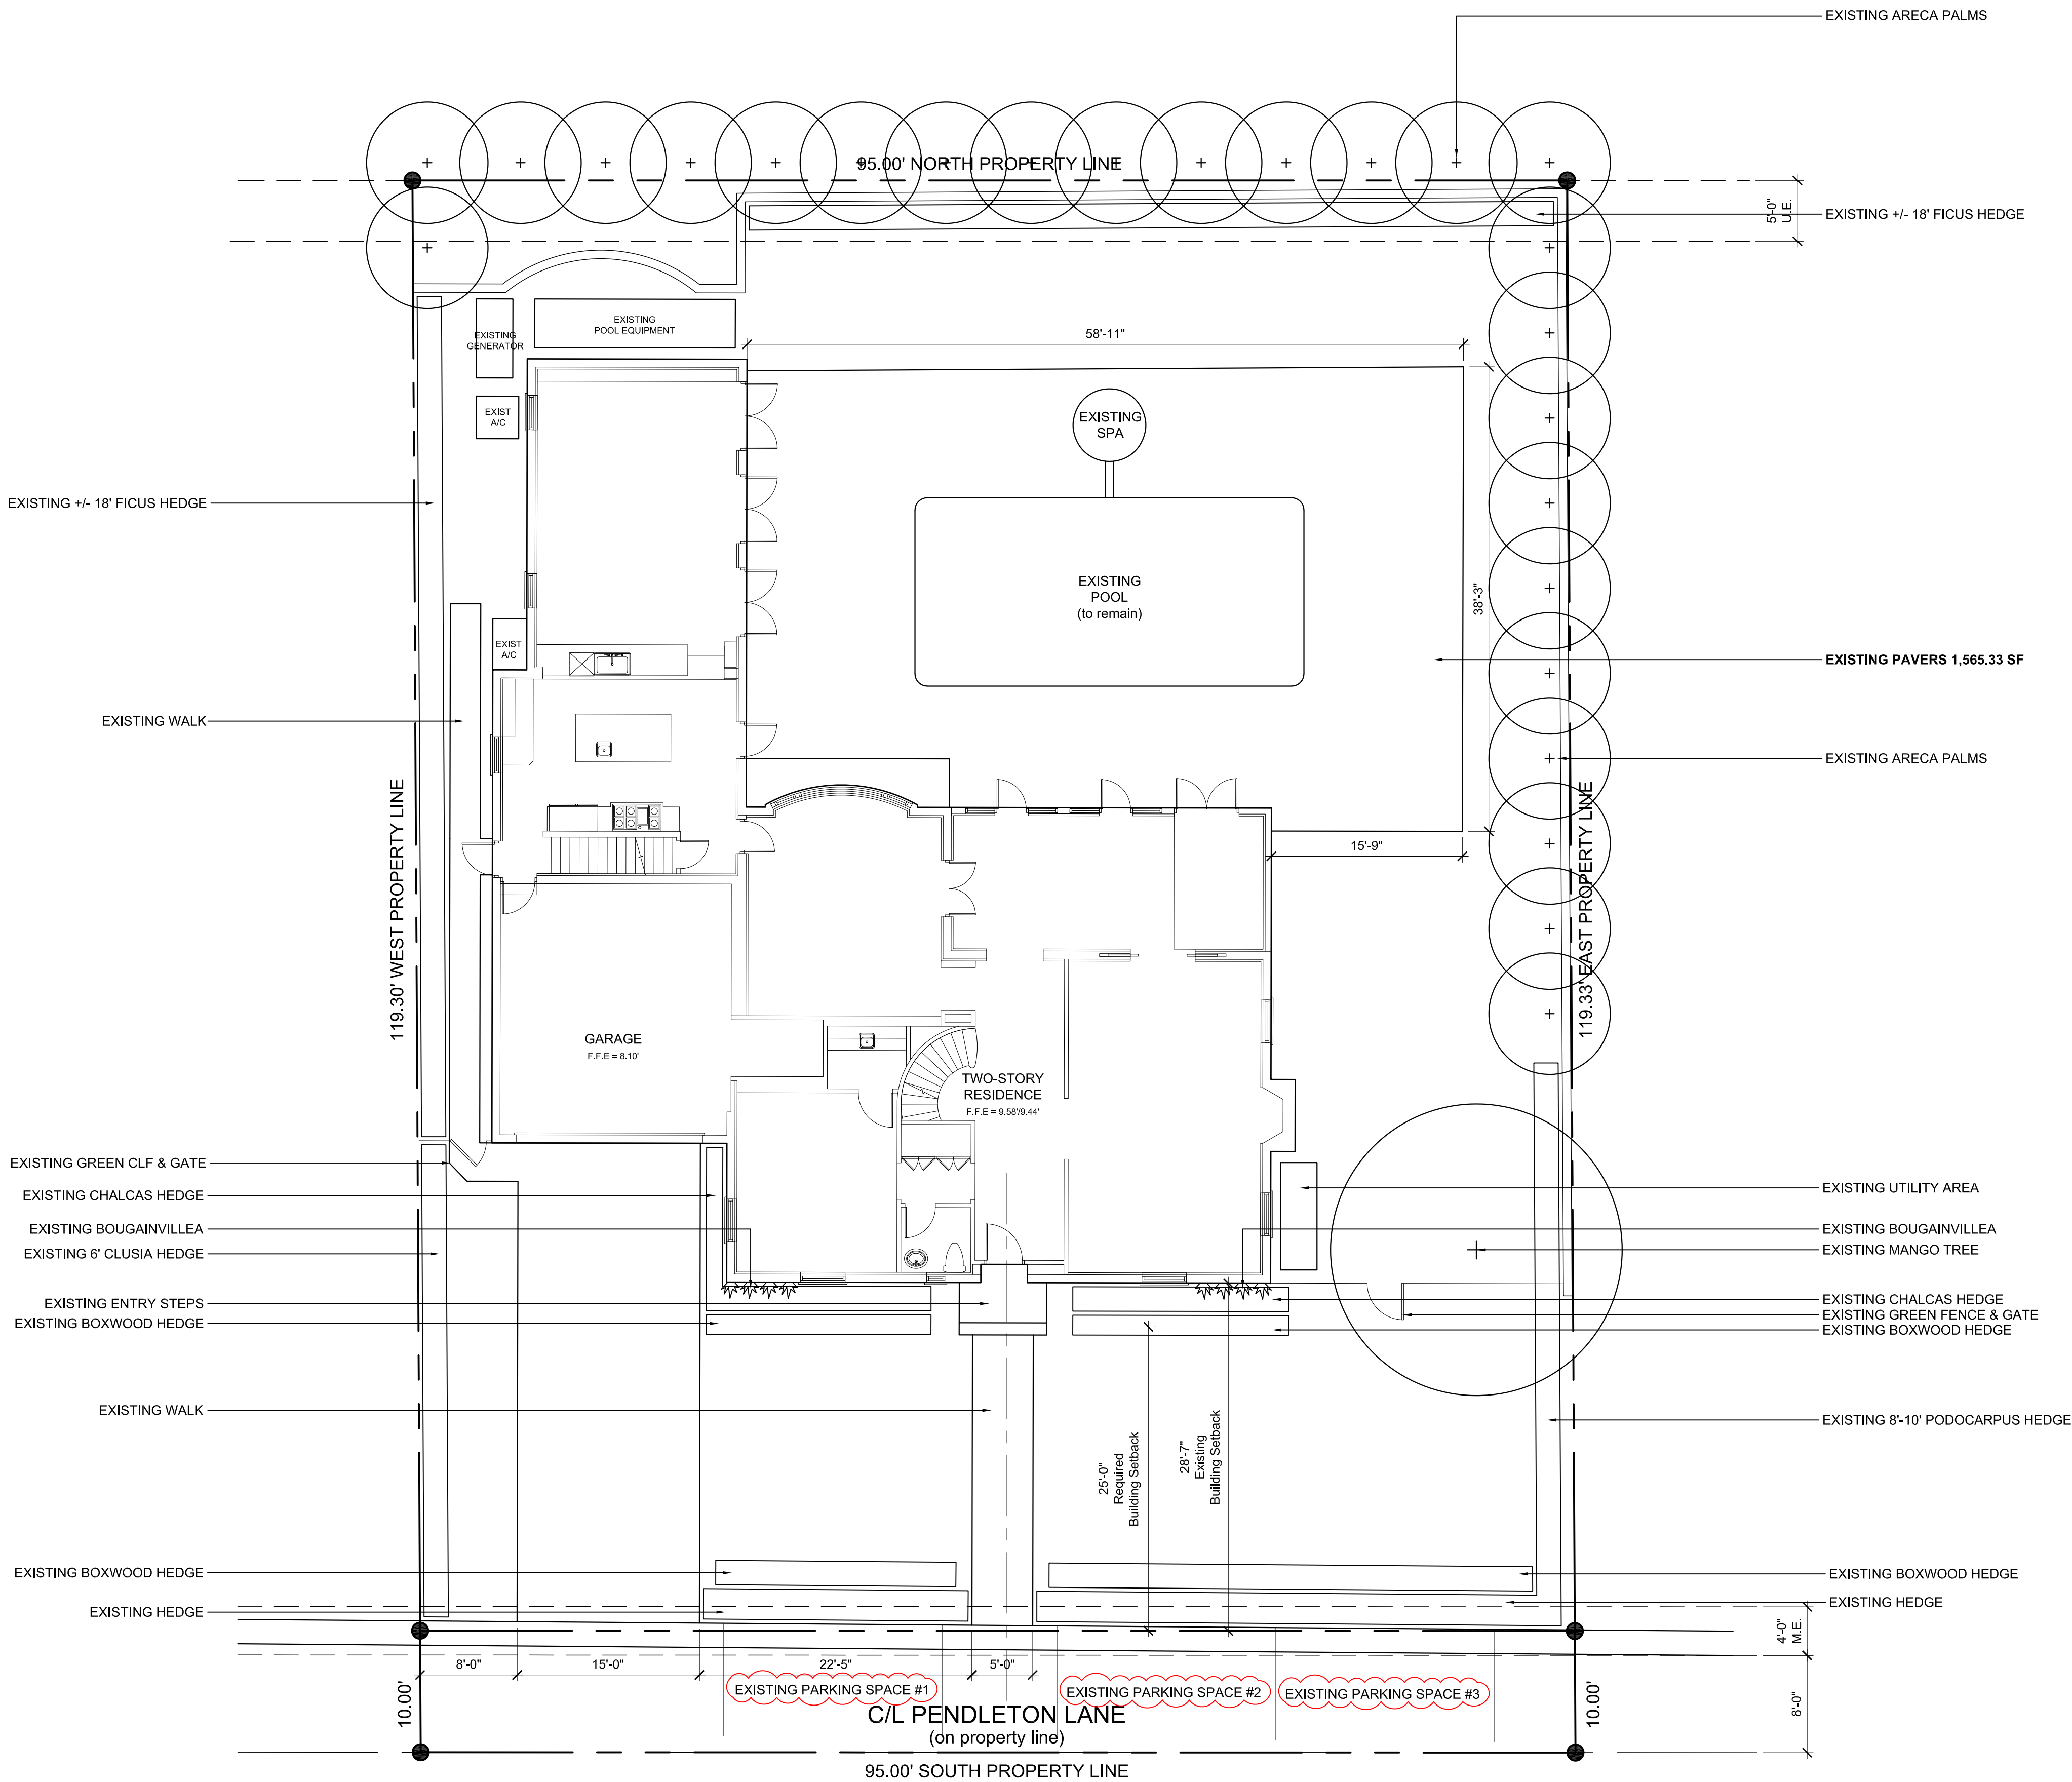 EXISTING ARECA PALMS
95.00' NORTH PROPERTY LINE
5'-0"
U.E.
EXISTING +/- 18' FICUS HEDGE
EXISTING
POOL EQUIPMENT
EXISTING
GENERATOR
58'-11"
EXIST
A/C
EXISTING
SPA
EXISTING +/- 18' FICUS HEDGE
EXISTING
POOL
(to remain)
38'-3"
EXIST
A/C
EXISTING PAVERS 1,565.33 SF
EXISTING WALK
EXISTING ARECA PALMS
15'-9"
119.30' WEST PROPERTY LINE
119.33' EAST PROPERTY LINE
GARAGE
F.F.E = 8.10'
TWO-STORY
RESIDENCE
F.F.E = 9.58'/9.44'
EXISTING GREEN CLF & GATE
EXISTING CHALCAS HEDGE
EXISTING BOUGAINVILLEA
EXISTING 6' CLUSIA HEDGE
EXISTING ENTRY STEPS
EXISTING BOXWOOD HEDGE
EXISTING UTILITY AREA
EXISTING BOUGAINVILLEA
EXISTING MANGO TREE
EXISTING CHALCAS HEDGE
EXISTING GREEN FENCE & GATE
EXISTING BOXWOOD HEDGE
EXISTING WALK
25'-0"
Required
Building Setback
28'-7"
Existing
Building Setback
EXISTING 8'-10' PODOCARPUS HEDGE
EXISTING BOXWOOD HEDGE
EXISTING HEDGE
EXISTING BOXWOOD HEDGE
EXISTING HEDGE
4'-0"
M.E.
8'-0"
15'-0"
22'-5"
5'-0"
EXISTING PARKING SPACE #1
EXISTING PARKING SPACE #2
EXISTING PARKING SPACE #3
10.00'
10.00'
8'-0"
C/L PENDLETON LANE
(on property line)
95.00' SOUTH PROPERTY LINE